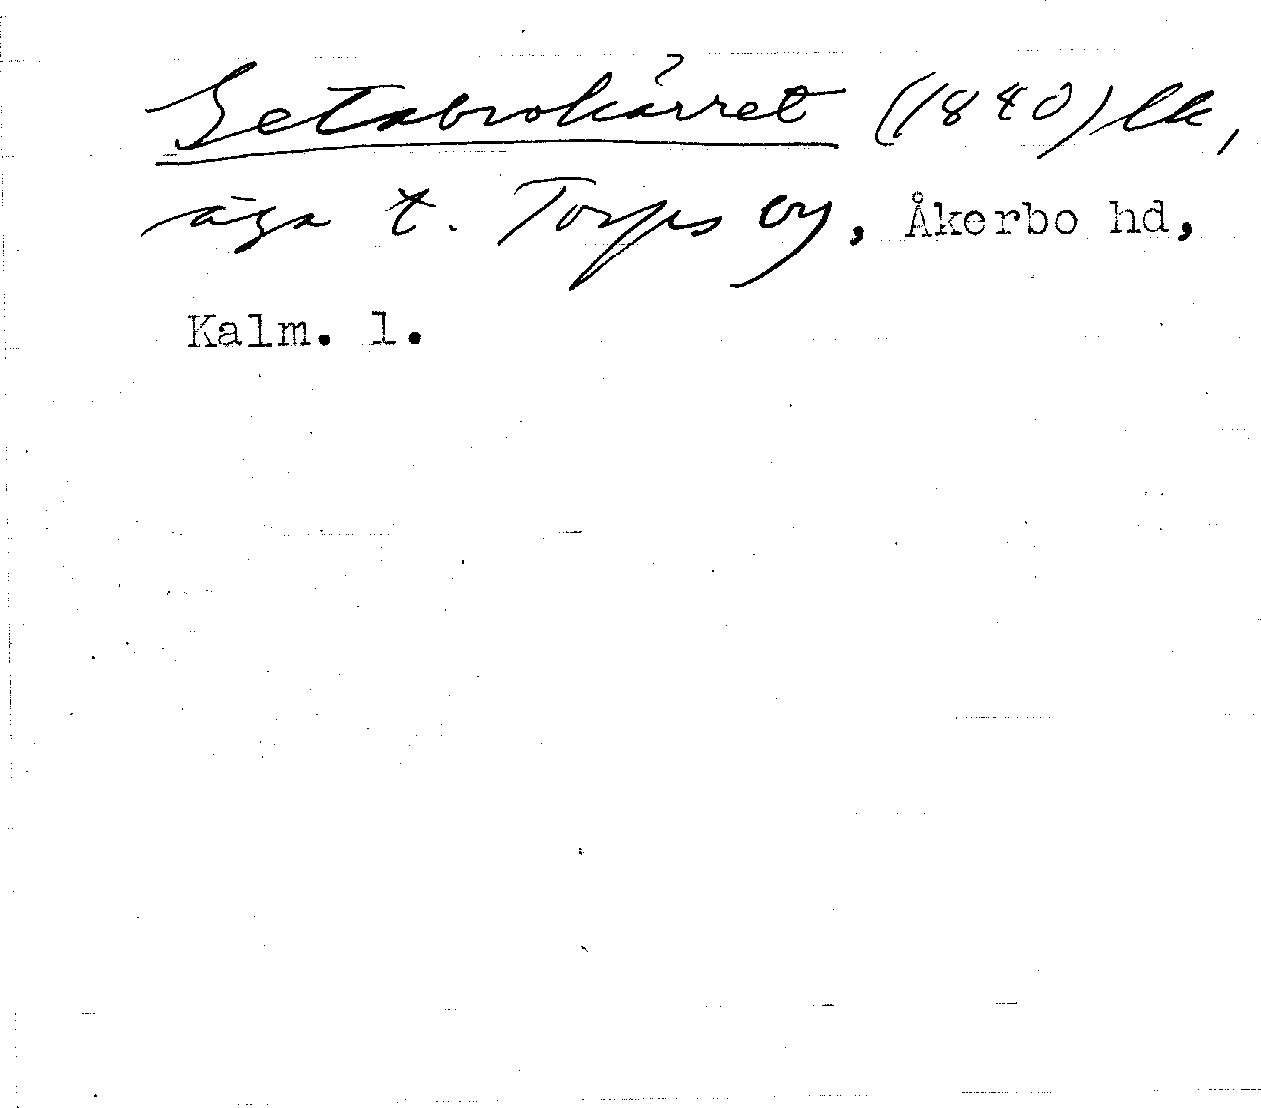 Getabrokärret (1840) lk,
äga t. Torps by, Åkerbo hd,
Kalm. l.